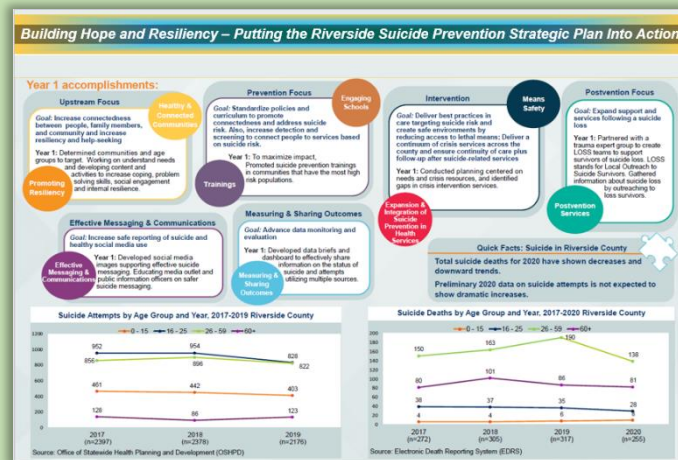 Building Hope and Resiliency – Putting the Riverside Suicide Prevention Strategic Plan Into Action
Year 1 accomplishments:
Upstream Focus
Healthy &
Connected
Communities
Goal: Increase connectedness
between people, family members,
and community and increase
resiliency and help-seeking
Year 1: Determined communities and age
groups to target. Working on understand needs
and developing content and
activities to increase coping, problem
solving skills, social engagement
and internal resilience.
Promoting
Resiliency
Prevention Focus
Engaging
Schools
Goal: Standardize policies and
curriculum to promote
connectedness and address suicide
risk. Also, increase detection and
screening to connect people to services based
on suicide risk.
Year 1: To maximize impact,
Promoted suicide prevention trainings
in communities that have the most high
risk populations.
Trainings
Intervention
Means
Safety
Goal: Deliver best practices in
care targeting suicide risk and
create safe environments by
reducing access to lethal means; Deliver a
continuum of crisis services across the
county and ensure continuity of care plus
follow-up after suicide-related services
Year 1: Conducted planning centered on
needs and crisis resources, and identified
gaps in crisis intervention services.
Expansion &
Integration of
Suicide
Prevention in
Health
Services
Postvention Focus
Goal: Expand support and
services following a suicide
loss
Year 1: Partnered with a
trauma expert group to create
LOSS teams to support
survivors of suicide loss. LOSS
stands for Local Outreach to
Suicide Survivors. Gathered
information about suicide loss
by outreaching to
loss survivors.
Postvention
Services
Effective Messaging & Communications
Goal: Increase safe reporting of suicide and
healthy social media use
Year 1: Developed social media
images supporting effective suicide
messaging. Educating media outlet and
public information officers on safer
suicide messaging.
Effective
Messaging &
Communications
Measuring & Sharing Outcomes
Goal: Advance data monitoring and
evaluation
Year 1: Developed data briefs and
dashboard to effectively share
information on the status of
suicide and attempts
utilizing multiple sources.
Measuring &
Sharing
Outcomes
Quick Facts: Suicide in Riverside County
Total suicide deaths for 2020 have shown decreases and
downward trends.
Preliminary 2020 data on suicide attempts is not expected to
show dramatic increases.
Suicide Attempts by Age Group and Year, 2017-2019 Riverside County
0 - 15 16 - 25 26 - 59 60+
1200
1000
800
600
400
200
0
952 954 828
856 896 822
461 442 403
128 86 123
2017 2018 2019
(n=2397) (n=2378) (n=2176)
Source: Office of Statewide Health Planning and Development (OSHPD)
Suicide Deaths by Age Group and Year, 2017-2020 Riverside County
0 - 15 16 - 25 26 - 59 60+
200
180
160
140
120
100
80
60
40
20
0
150 163 190 138
80 101 86 81
38 37 35 28
4 4 6
2017 2018 2019 2020
(n=272) (n=305) (n=317) (n=255)
Source: Electronic Death Reporting System (EDRS)